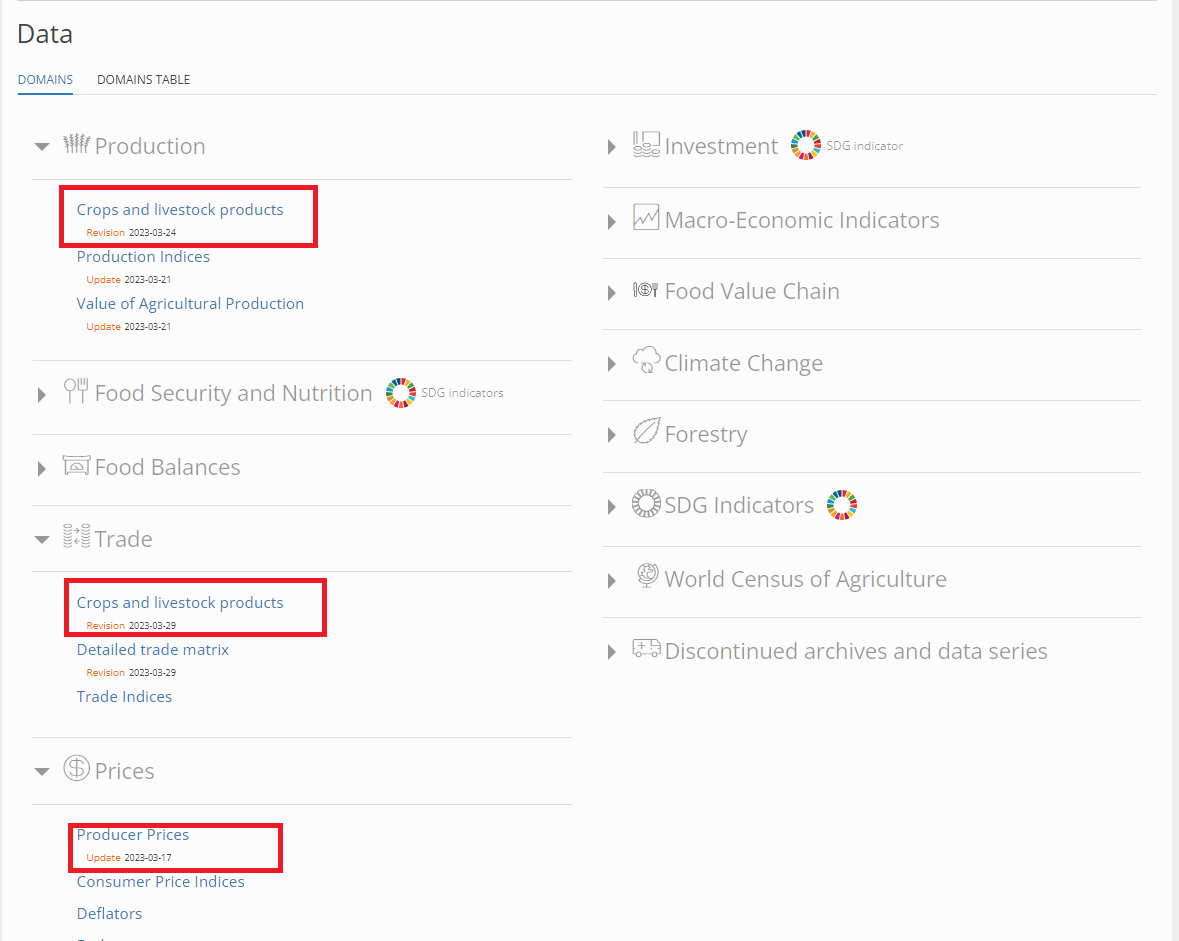 Data
DOMAINS DOMAINS TABLE
Production
Crops and livestock products
Revision 2023-03-24
Production Indices
Update 2023-03-21
Value of Agricultural Production
Update 2023-03-21
Food Security and Nutrition SDG indicators
Food Balances
Trade
Crops and livestock products
Revision 2023-03-29
Detailed trade matrix
Revision 2023-03-29
Trade Indices
Prices
Producer Prices
Update 2023-03-17
Consumer Price Indices
Deflators
Investment SDG indicator
Macro-Economic Indicators
Food Value Chain
Climate Change
Forestry
SDG Indicators
World Census of Agriculture
Discontinued archives and data series